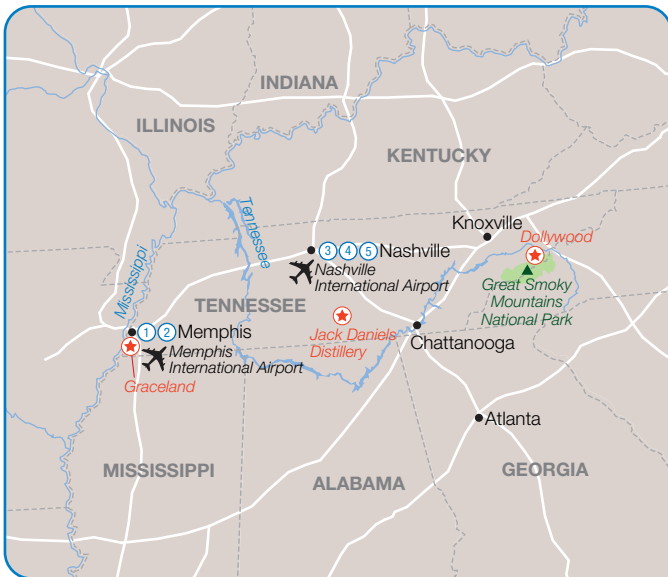 INDIANA
ILLINOIS
KENTUCKY
Tennessee
Mississippi
Knoxville
Dollywood
3 4 5 Nashville
Nashville
International Airport
Great Smoky
Mountains
National Park
TENNESSEE
1 2 Memphis
Jack Daniels
Distillery
Chattanooga
Memphis
International Airport
Graceland
Atlanta
MISSISSIPPI
ALABAMA
GEORGIA